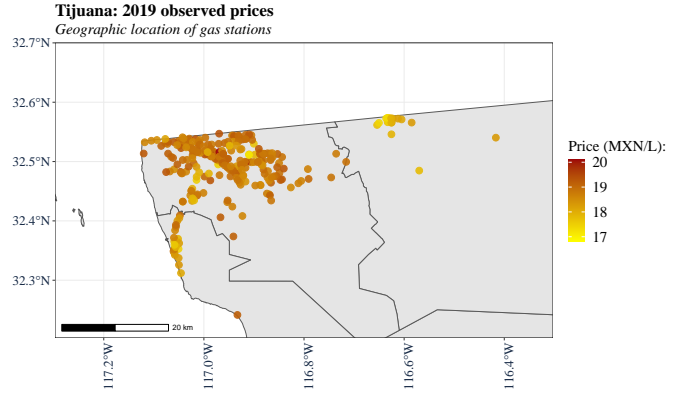 Tijuana: 2019 observed prices
Geographic location of gas stations
32.7°N
32.6°N
32.5°N
32.4°N
32.3°N
20 km
117.2°W
117.0°W
116.8°W
116.6°W
116.4°W
Price (MXN/L):
20
19
18
17